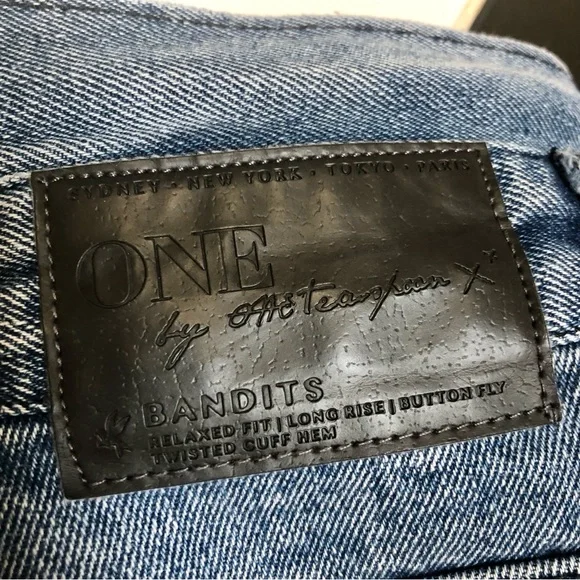 SYDNEY - NEW YORK - TOKYO - PARIS
ONE
by One teaspoon X
BANDITS
RELAXED FIT | LONG RISE | BUTTON FLY
TWISTED CUFF HEM